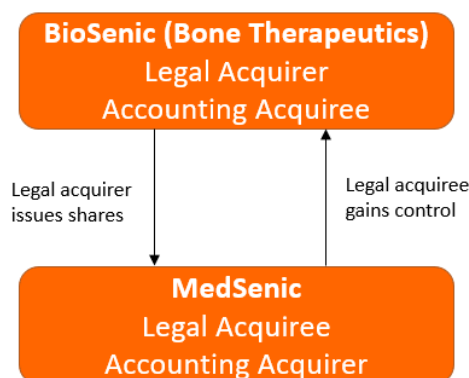 BioSenic (Bone Therapeutics)
Legal Acquirer
Accounting Acquiree
Legal acquirer
issues shares
Legal acquiree
gains control
MedSenic
Legal Acquiree
Accounting Acquirer